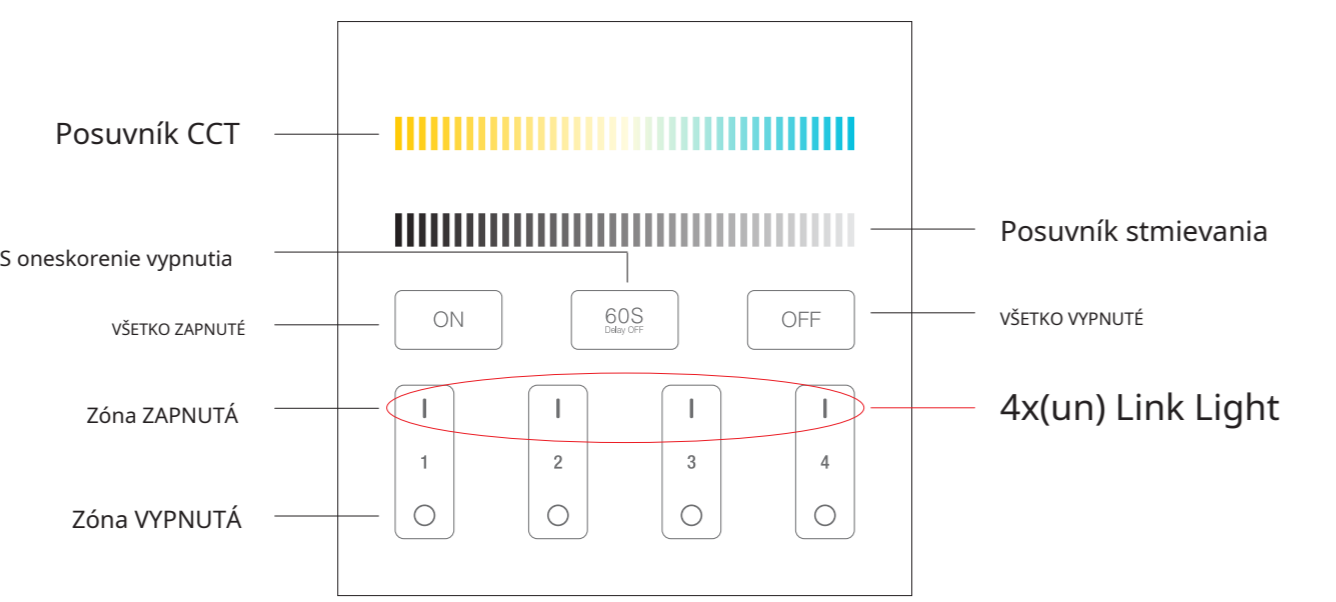 Posuvník CCT
Posuvník stmievania
S oneskorenie vypnutia
ON
60S
Delay OFF
OFF
VŠETKO ZAPNUTÉ
VŠETKO VYPNUTÉ
Zóna ZAPNUTÁ
4x(un) Link Light
1 2 3 4
Zóna VYPNUTÁ